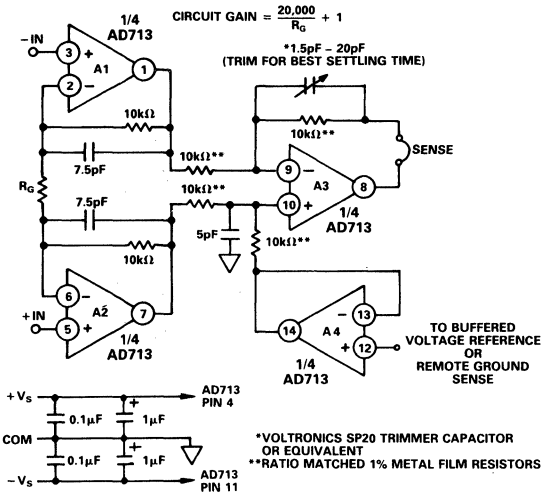 1/4
AD713
CIRCUIT GAIN = 20,000 / RG + 1
−IN
3
+
A1
1
2
−
*1.5pF – 20pF
(TRIM FOR BEST SETTLING TIME)
10kΩ
7.5pF
10kΩ**
10kΩ**
SENSE
9
−
A3
8
10
+
1/4
AD713
RG
10kΩ**
7.5pF
5pF
10kΩ**
10kΩ
6
−
A2
7
+IN
5
+
1/4
AD713
−
13
14
A4
+
12
1/4
AD713
TO BUFFERED
VOLTAGE REFERENCE
OR
REMOTE GROUND
SENSE
+VS
AD713
PIN 4
0.1μF
+
1μF
COM
0.1μF
+
1μF
−VS
AD713
PIN 11
*VOLTRONICS SP20 TRIMMER CAPACITOR
OR EQUIVALENT
**RATIO MATCHED 1% METAL FILM RESISTORS